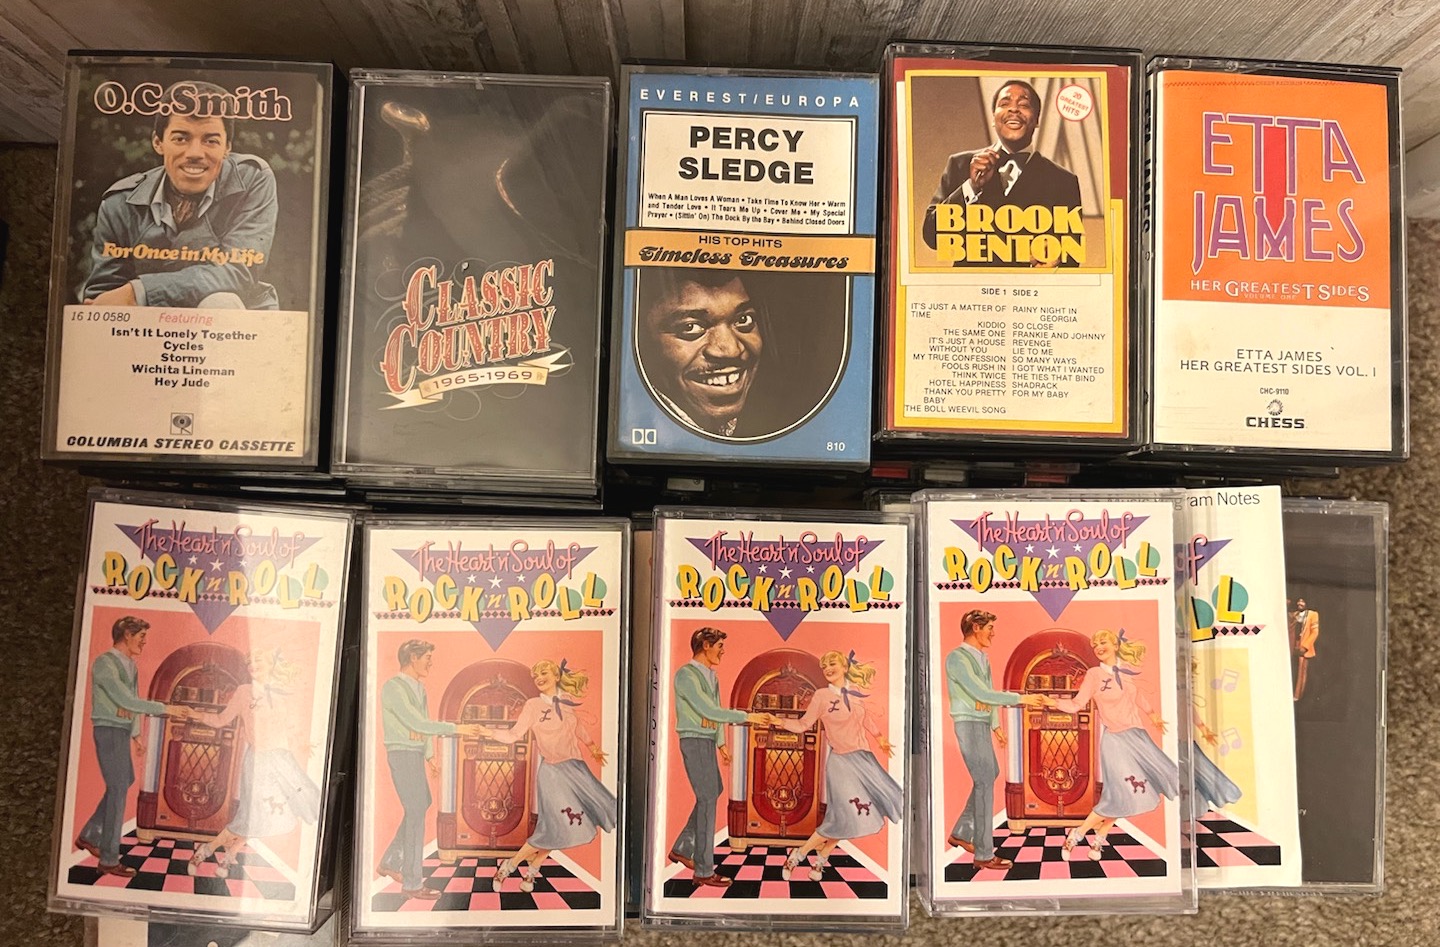 O.C.Smith
For Once in My Life
16 10 0580
Featuring
Isn't It Lonely Together
Cycles
Stormy
Wichita Lineman
Hey Jude
COLUMBIA STEREO CASSETTE
CLASSIC
COUNTRY
1965-1969
EVEREST/EUROPA
PERCY
SLEDGE
When A Man Loves A Woman • Take Time To Know Her • Warm
and Tender Love • It Tears Me Up • Cover Me • My Special
Prayer • (Sittin' On) The Dock By the Bay • Behind Closed Doors
HIS TOP HITS
Timeless Treasures
810
20
GREATEST
HITS
BROOK
BENTON
SIDE 1 SIDE 2
IT'S JUST A MATTER OF
TIME
KIDDIO
THE SAME ONE
IT'S JUST A HOUSE
WITHOUT YOU
MY TRUE CONFESSION
FOOLS RUSH IN
THINK TWICE
HOTEL HAPPINESS
THANK YOU PRETTY
BABY
THE BOLL WEEVIL SONG
RAINY NIGHT IN
GEORGIA
SO CLOSE
FRANKIE AND JOHNNY
REVENGE
LIE TO ME
SO MANY WAYS
I GOT WHAT I WANTED
THE TIES THAT BIND
SHADRACK
FOR MY BABY
ETTA
JAMES
HER GREATEST SIDES
VOLUME ONE
ETTA JAMES
HER GREATEST SIDES VOL. I
CHC-9110
CHESS
The Heart 'n' Soul of
ROCK 'n' ROLL
L
The Heart 'n' Soul of
ROCK 'n' ROLL
L
The Heart 'n' Soul of
ROCK 'n' ROLL
L
The Heart 'n' Soul of
ROCK 'n' ROLL
L
ram Notes
of
LL